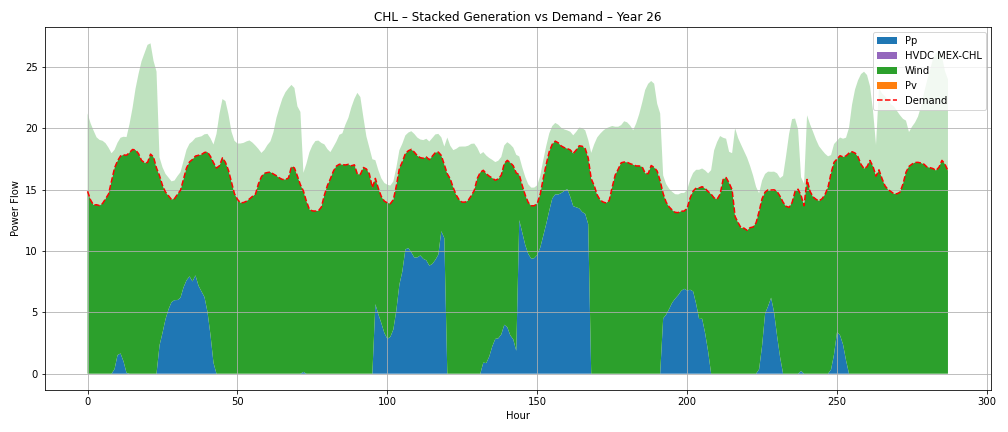 CHL – Stacked Generation vs Demand – Year 26
Power Flow
25
20
15
10
5
0
0 50 100 150 200 250 300
Hour
Pp
HVDC MEX-CHL
Wind
Pv
Demand